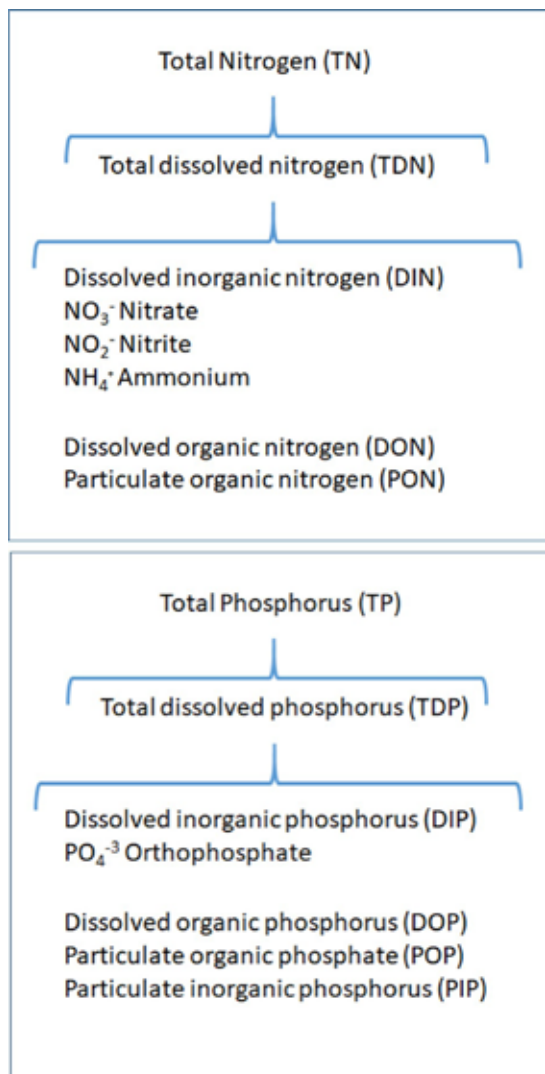 Total Nitrogen (TN)
Total dissolved nitrogen (TDN)
Dissolved inorganic nitrogen (DIN)
NO₃⁻ Nitrate
NO₂⁻ Nitrite
NH₄⁺ Ammonium
Dissolved organic nitrogen (DON)
Particulate organic nitrogen (PON)
Total Phosphorus (TP)
Total dissolved phosphorus (TDP)
Dissolved inorganic phosphorus (DIP)
PO₄⁻³ Orthophosphate
Dissolved organic phosphorus (DOP)
Particulate organic phosphate (POP)
Particulate inorganic phosphorus (PIP)